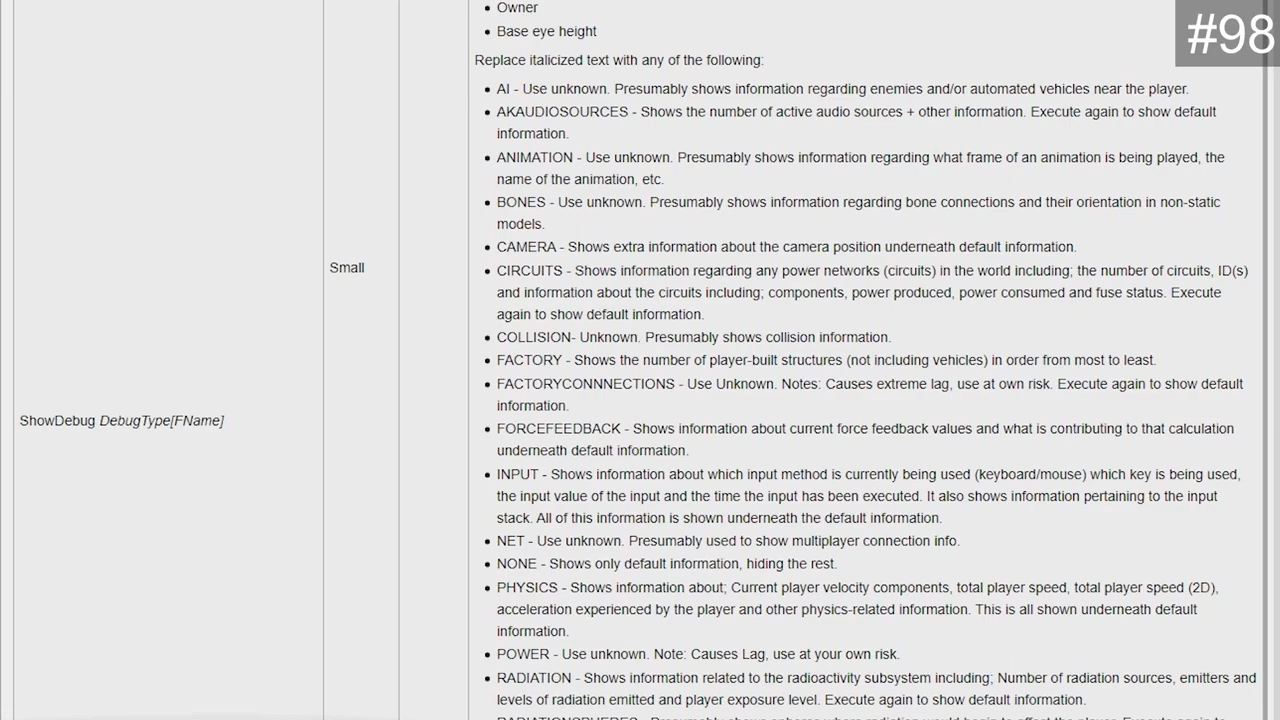 Owner
#98
Base eye height
Replace italicized text with any of the following:
AI - Use unknown. Presumably shows information regarding enemies and/or automated vehicles near the player.
AKAUDIOSOURCES - Shows the number of active audio sources + other information. Execute again to show default
information.
ANIMATION - Use unknown. Presumably shows information regarding what frame of an animation is being played, the
name of the animation, etc.
BONES - Use unknown. Presumably shows information regarding bone connections and their orientation in non-static
models.
CAMERA - Shows extra information about the camera position underneath default information.
Small
CIRCUITS - Shows information regarding any power networks (circuits) in the world including; the number of circuits, ID(s)
and information about the circuits including; components, power produced, power consumed and fuse status. Execute
again to show default information.
COLLISION- Unknown. Presumably shows collision information.
FACTORY - Shows the number of player-built structures (not including vehicles) in order from most to least.
FACTORYCONNNECTIONS - Use Unknown. Notes: Causes extreme lag, use at own risk. Execute again to show default
information.
ShowDebug DebugType[FName]
FORCEFEEDBACK - Shows information about current force feedback values and what is contributing to that calculation
underneath default information.
INPUT - Shows information about which input method is currently being used (keyboard/mouse) which key is being used,
the input value of the input and the time the input has been executed. It also shows information pertaining to the input
stack. All of this information is shown underneath the default information.
NET - Use unknown. Presumably used to show multiplayer connection info.
NONE - Shows only default information, hiding the rest.
PHYSICS - Shows information about; Current player velocity components, total player speed, total player speed (2D),
acceleration experienced by the player and other physics-related information. This is all shown underneath default
information.
POWER - Use unknown. Note: Causes Lag, use at your own risk.
RADIATION - Shows information related to the radioactivity subsystem including; Number of radiation sources, emitters and
levels of radiation emitted and player exposure level. Execute again to show default information.